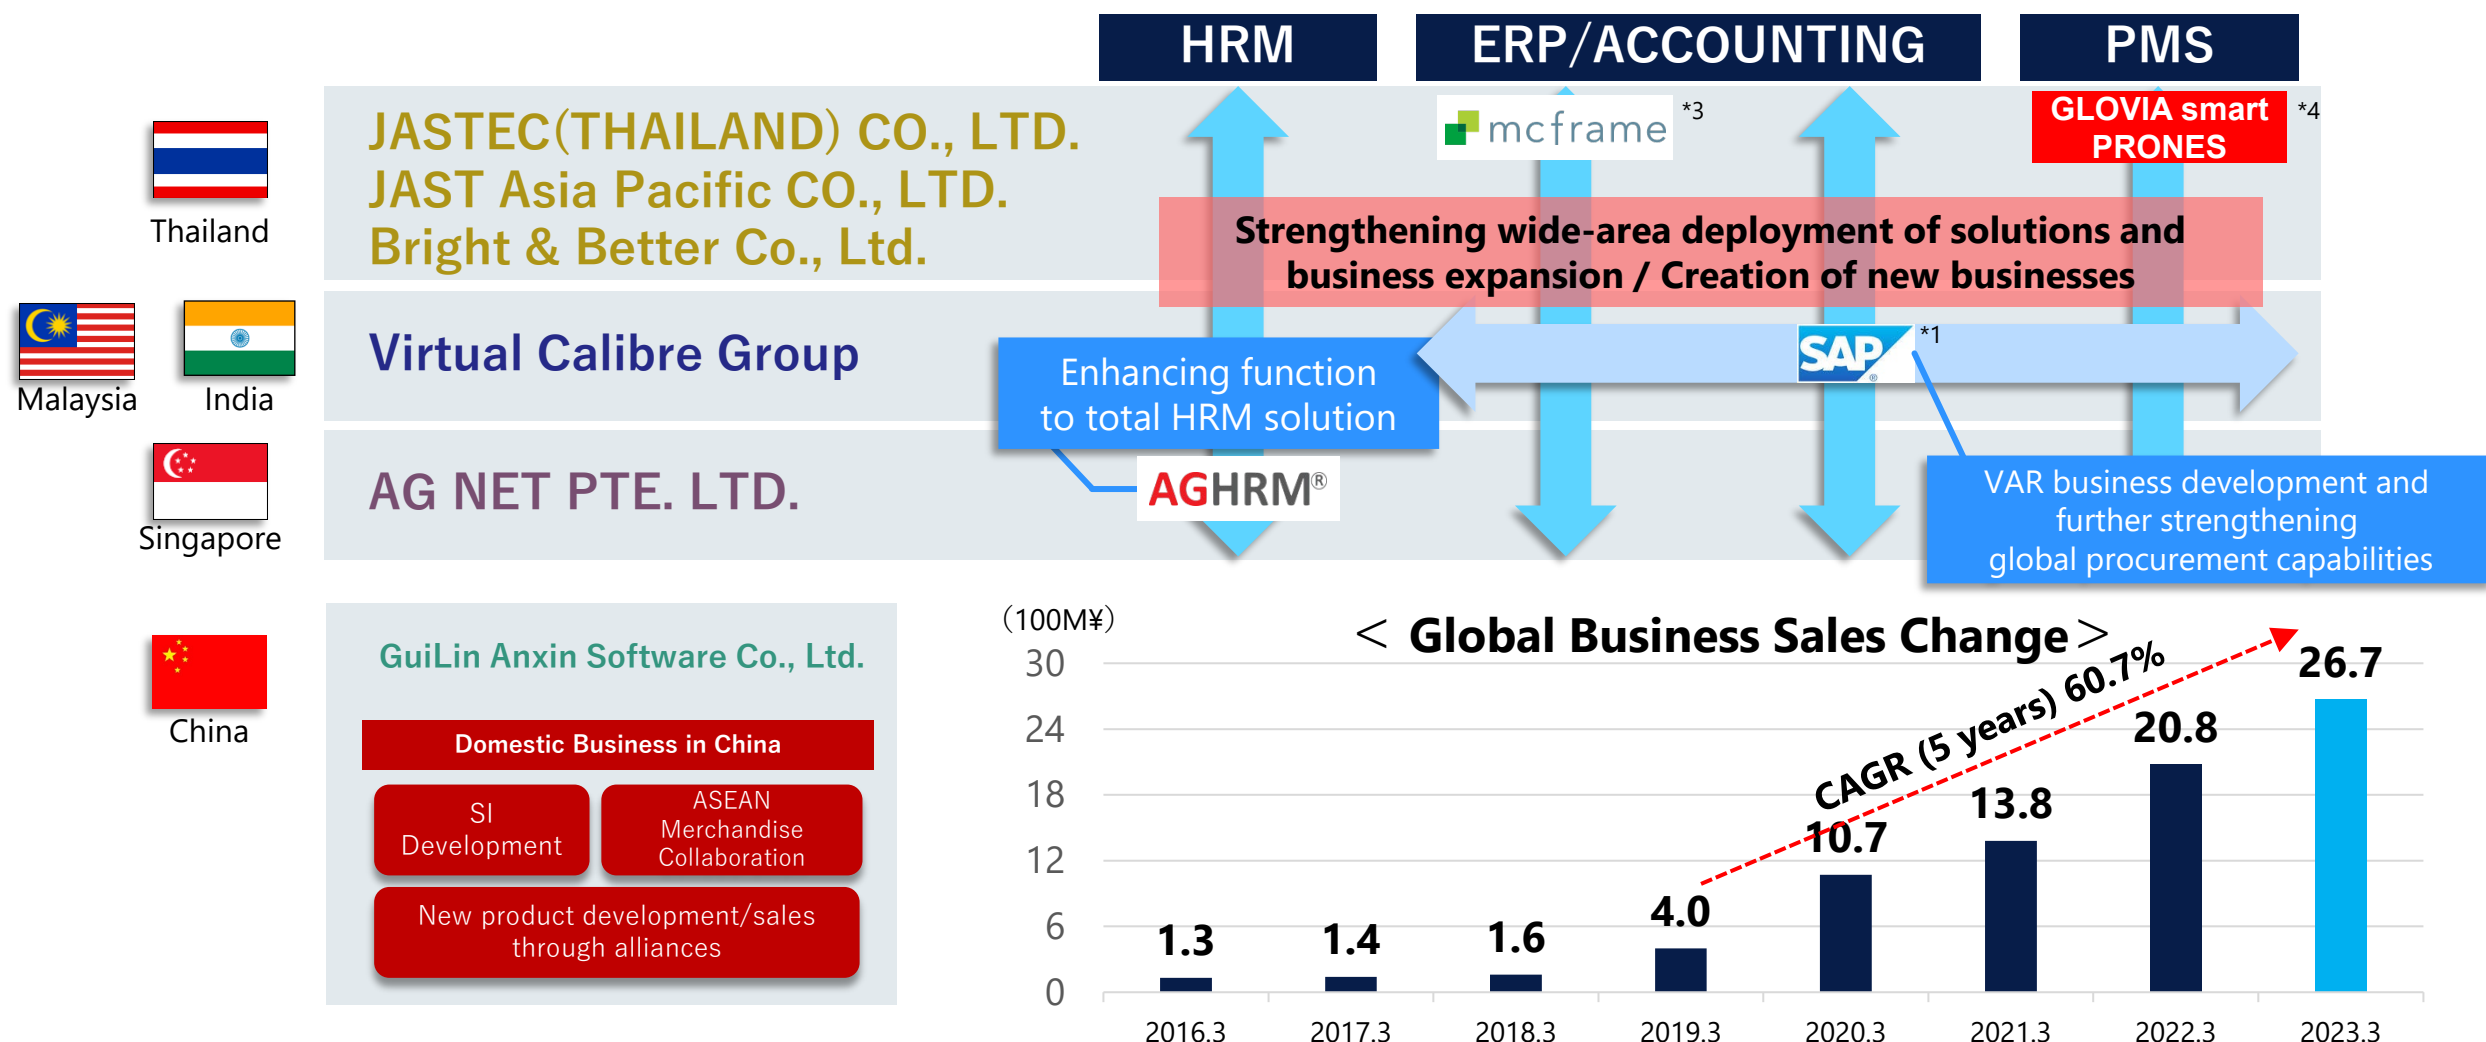 HRM
ERP/ACCOUNTING
PMS
Thailand
JASTEC(THAILAND) CO., LTD.
JAST Asia Pacific CO., LTD.
Bright & Better Co., Ltd.
mcframe
*3
GLOVIA smart
PRONES
*4
Strengthening wide-area deployment of solutions and
business expansion / Creation of new businesses
Malaysia
India
Virtual Calibre Group
SAP®
*1
Enhancing function
to total HRM solution
Singapore
AG NET PTE. LTD.
AGHRM®
VAR business development and
further strengthening
global procurement capabilities
China
GuiLin Anxin Software Co., Ltd.
Domestic Business in China
SI
Development
ASEAN
Merchandise
Collaboration
New product development/sales
through alliances
（100M¥）
＜ Global Business Sales Change＞
CAGR (5 years) 60.7%
30
24
18
12
6
0
1.3
1.4
1.6
4.0
10.7
13.8
20.8
26.7
2016.3
2017.3
2018.3
2019.3
2020.3
2021.3
2022.3
2023.3